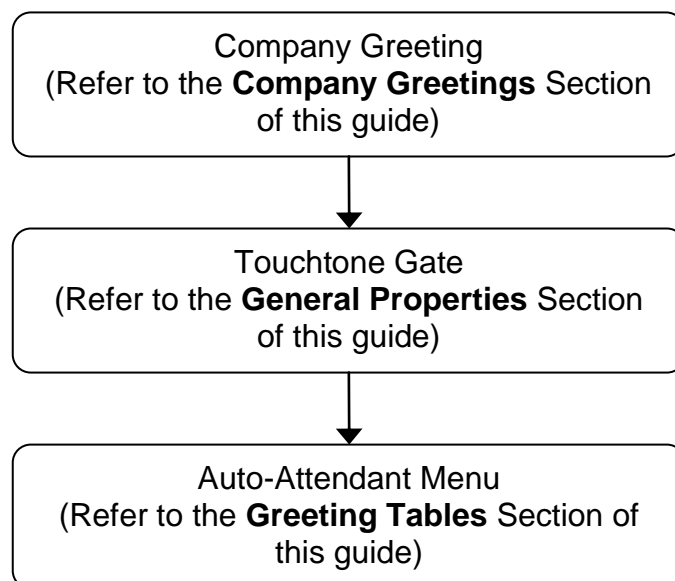 Company Greeting
(Refer to the Company Greetings Section
of this guide)
Touchtone Gate
(Refer to the General Properties Section
of this guide)
Auto-Attendant Menu
(Refer to the Greeting Tables Section of
this guide)